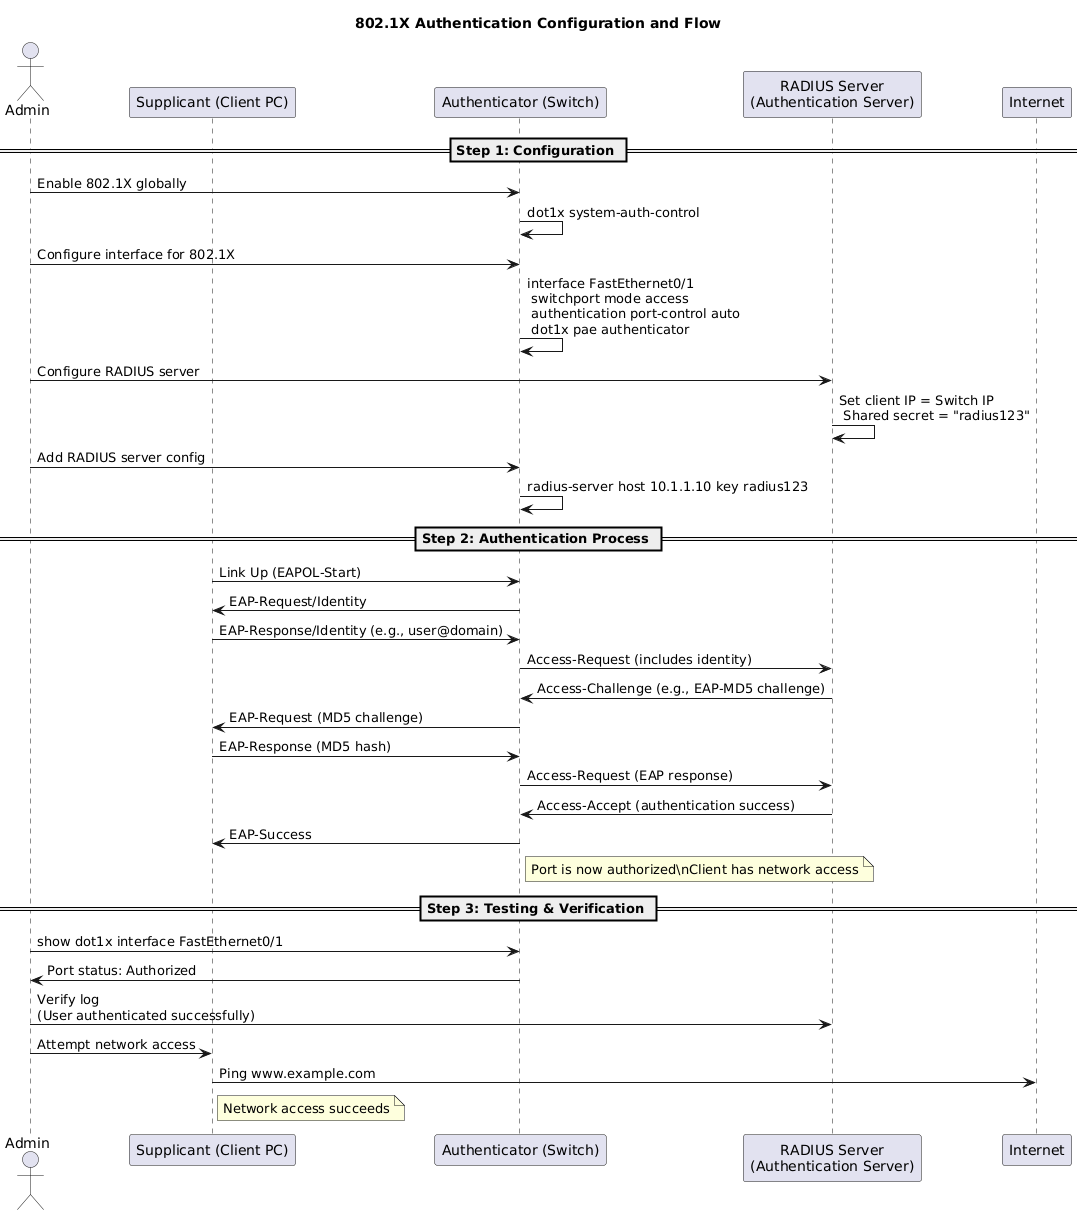 802.1X Authentication Configuration and Flow
Admin
Supplicant (Client PC)
Authenticator (Switch)
RADIUS Server
(Authentication Server)
Internet
Step 1: Configuration
Enable 802.1X globally
dot1x system-auth-control
Configure interface for 802.1X
interface FastEthernet0/1
switchport mode access
authentication port-control auto
dot1x pae authenticator
Configure RADIUS server
Set client IP = Switch IP
Shared secret = "radius123"
Add RADIUS server config
radius-server host 10.1.1.10 key radius123
Step 2: Authentication Process
Link Up (EAPOL-Start)
EAP-Request/Identity
EAP-Response/Identity (e.g., user@domain)
Access-Request (includes identity)
Access-Challenge (e.g., EAP-MD5 challenge)
EAP-Request (MD5 challenge)
EAP-Response (MD5 hash)
Access-Request (EAP response)
Access-Accept (authentication success)
EAP-Success
Port is now authorized\nClient has network access
Step 3: Testing & Verification
show dot1x interface FastEthernet0/1
Port status: Authorized
Verify log
(User authenticated successfully)
Attempt network access
Ping www.example.com
Network access succeeds
Admin
Supplicant (Client PC)
Authenticator (Switch)
RADIUS Server
(Authentication Server)
Internet